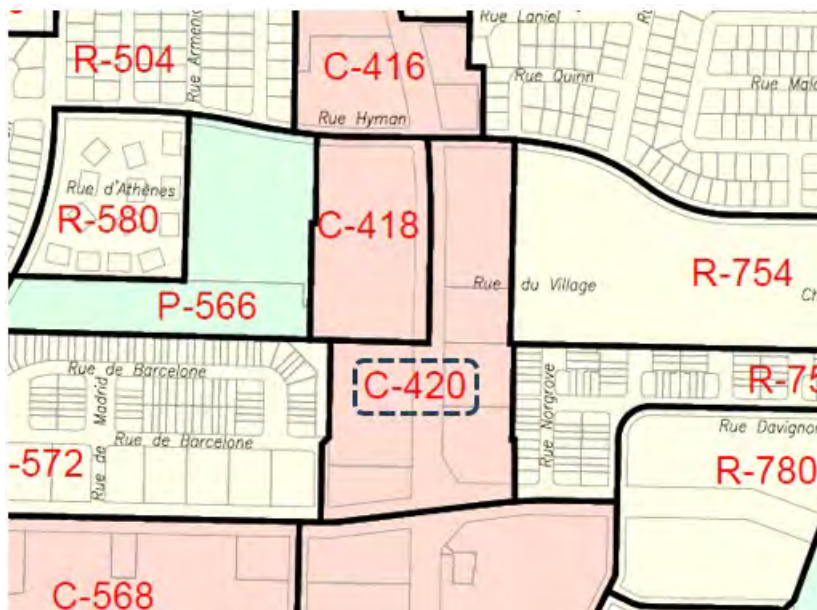 Rue Laniel
R-504
Rue Arménie
C-416
Rue Quinn
Rue Hyman
Rue d'Athènes
R-580
C-418
R-754
Rue du Village
P-566
Rue de Barcelone
C-420
Rue de Madrid
Rue de Barcelone
Rue Norgrove
Rue Davignon
-572
R-780
C-568